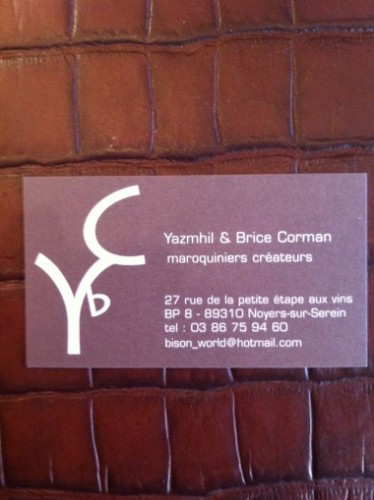 Yazmhil & Brice Corman
maroquiniers créateurs
27 rue de la petite étape aux vins
BP 8 - 89310 Noyers-sur-Serein
tel : 03 86 75 94 60
bison_world@hotmail.com